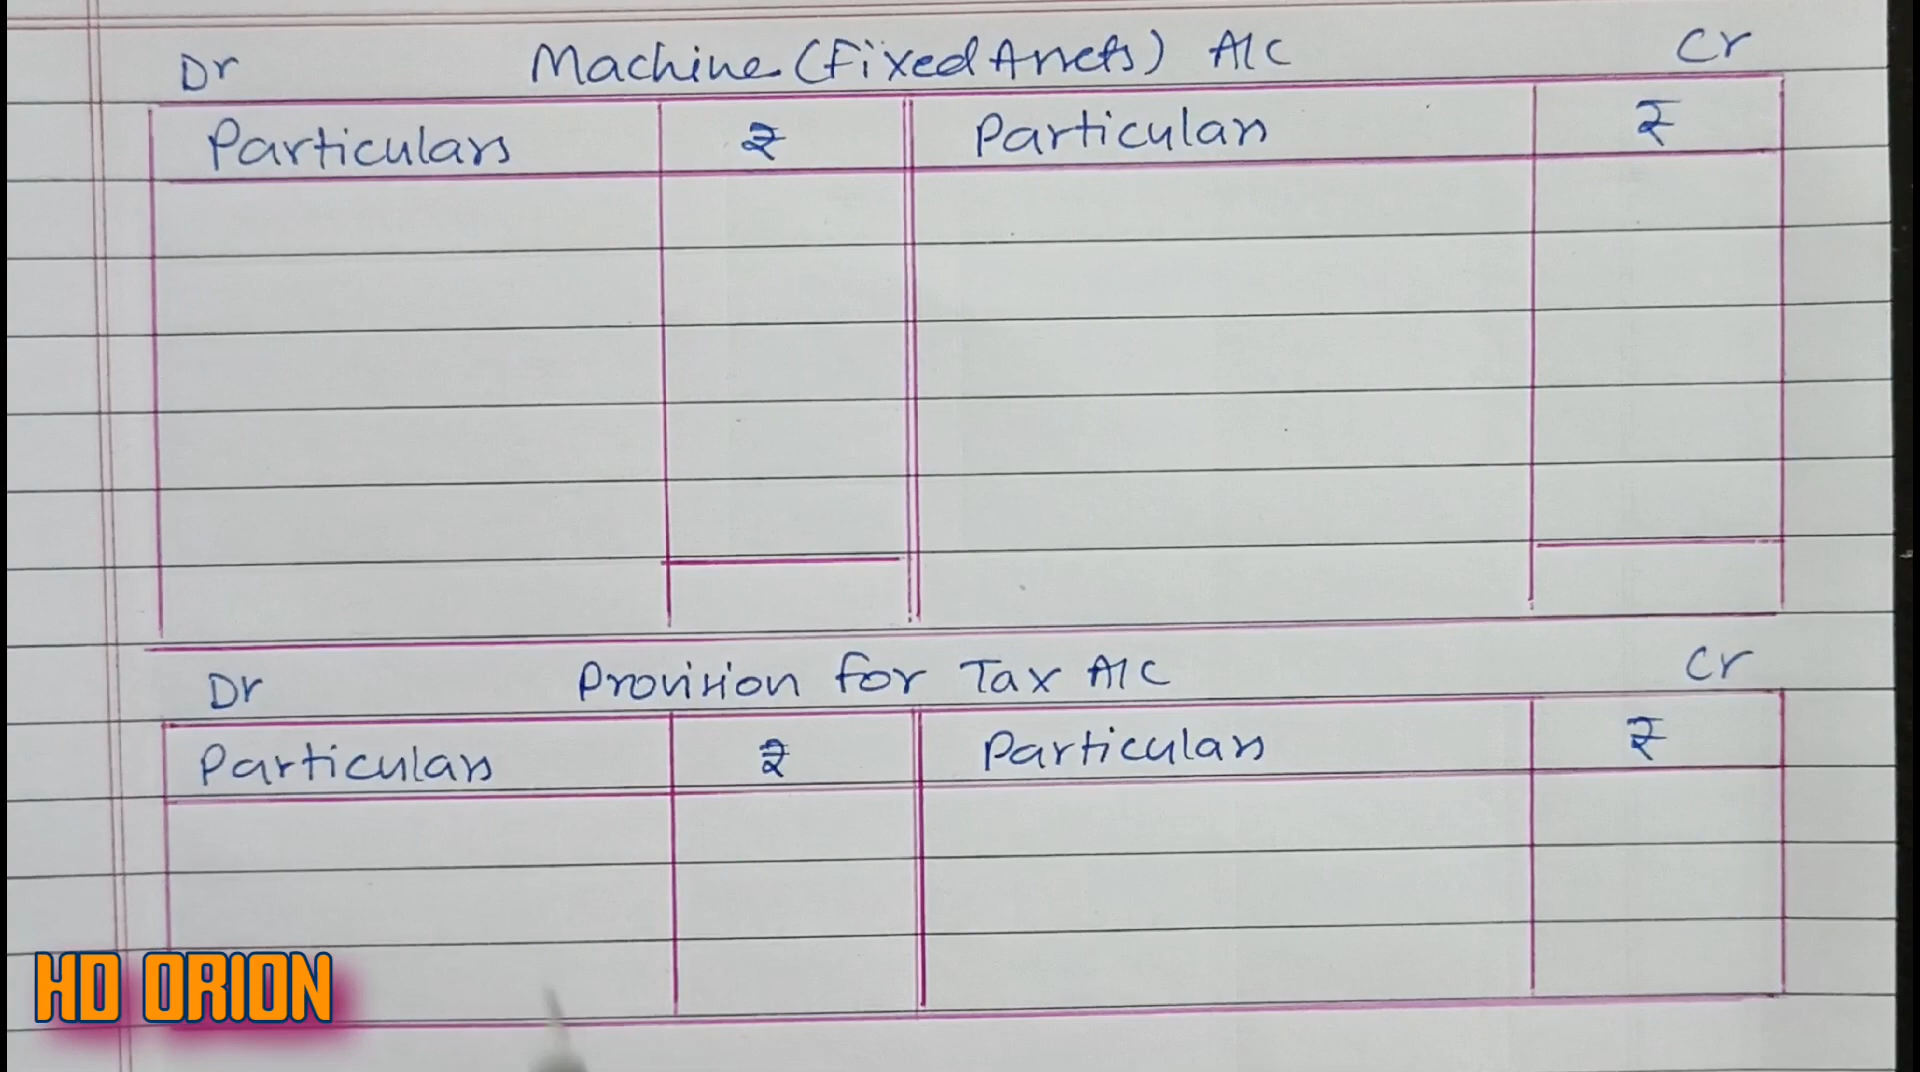 Dr Machine (Fixed Assets) A/C Cr
Particulars ₹ Particulars ₹
Dr Provision for Tax A/C Cr
Particulars ₹ Particulars ₹
HD ORION